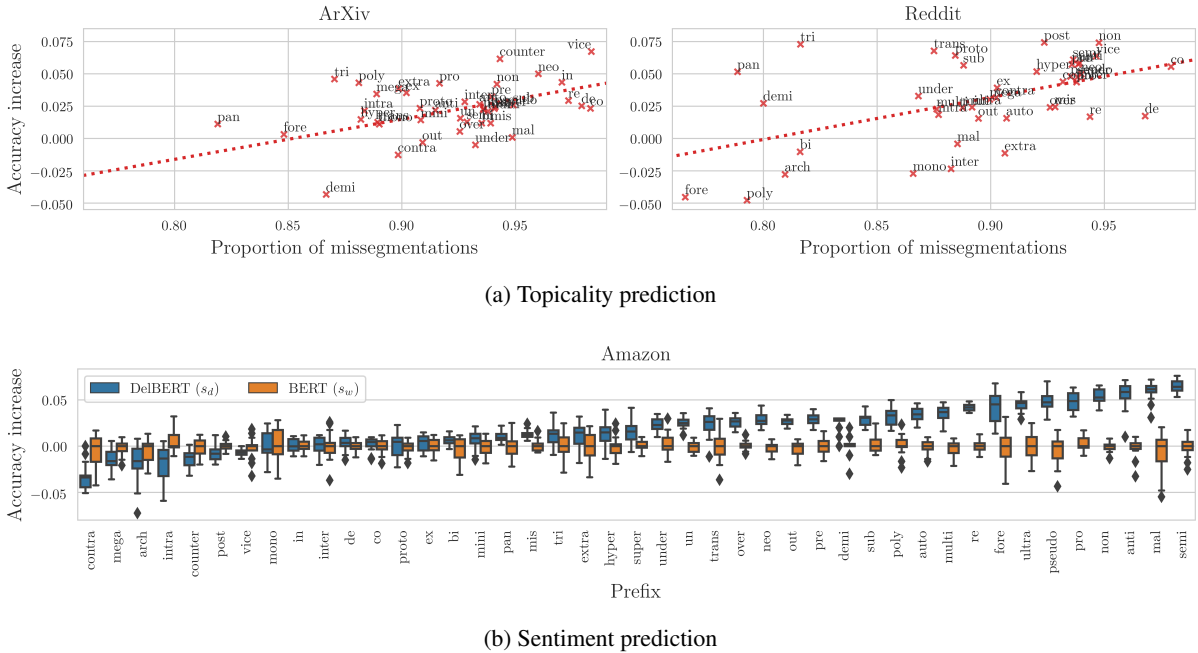 ArXiv
Reddit
Accuracy increase
0.075
0.050
0.025
0.000
−0.025
−0.050
vice
counter
neo
in
tri
poly
mega
extra
pro
non
pre
re
de
co
intra
hyper
proto
anti
mini
inter
semi
over
mis
under
mal
out
contra
pan
fore
demi
0.80
0.85
0.90
0.95
Proportion of missegmentations
tri
trans
proto
sub
post
non
vice
semi
hyper
co
pan
demi
under
ex
contra
mega
ultra
out
auto
over
mis
re
de
bi
arch
mal
mono
inter
extra
fore
poly
0.80
0.85
0.90
0.95
Proportion of missegmentations
(a) Topicality prediction
Amazon
DelBERT (s_d)
BERT (s_w)
Accuracy increase
0.05
0.00
−0.05
contra
mega
arch
intra
counter
post
vice
mono
in
inter
de
co
proto
ex
bi
mini
pan
mis
tri
extra
hyper
super
under
un
trans
over
neo
out
pre
demi
sub
poly
auto
multi
re
fore
ultra
pseudo
pro
non
anti
mal
semi
Prefix
(b) Sentiment prediction